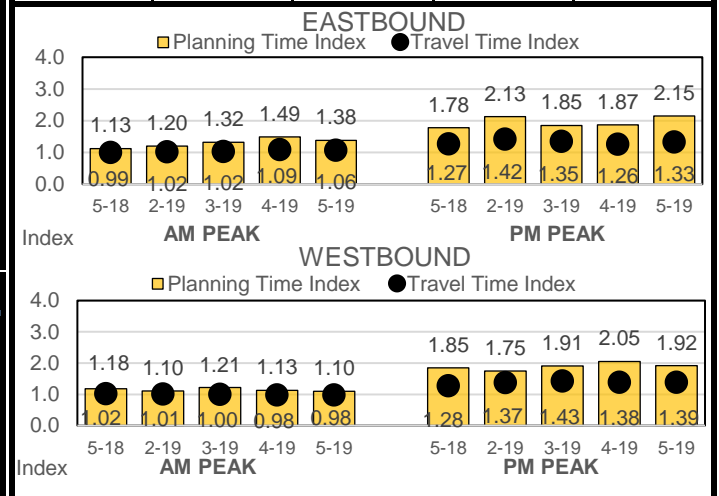 EASTBOUND
Planning Time Index Travel Time Index
4.0
3.0
2.0
1.0
0.0
1.13 1.20 1.32 1.49 1.38 1.78 2.13 1.85 1.87 2.15
0.99 1.02 1.02 1.09 1.06 1.27 1.42 1.35 1.26 1.33
5-18 2-19 3-19 4-19 5-19 5-18 2-19 3-19 4-19 5-19
Index AM PEAK PM PEAK
WESTBOUND
Planning Time Index Travel Time Index
4.0
3.0
2.0
1.0
0.0
1.18 1.10 1.21 1.13 1.10 1.85 1.75 1.91 2.05 1.92
1.02 1.01 1.00 0.98 0.98 1.28 1.37 1.43 1.38 1.39
5-18 2-19 3-19 4-19 5-19 5-18 2-19 3-19 4-19 5-19
Index AM PEAK PM PEAK